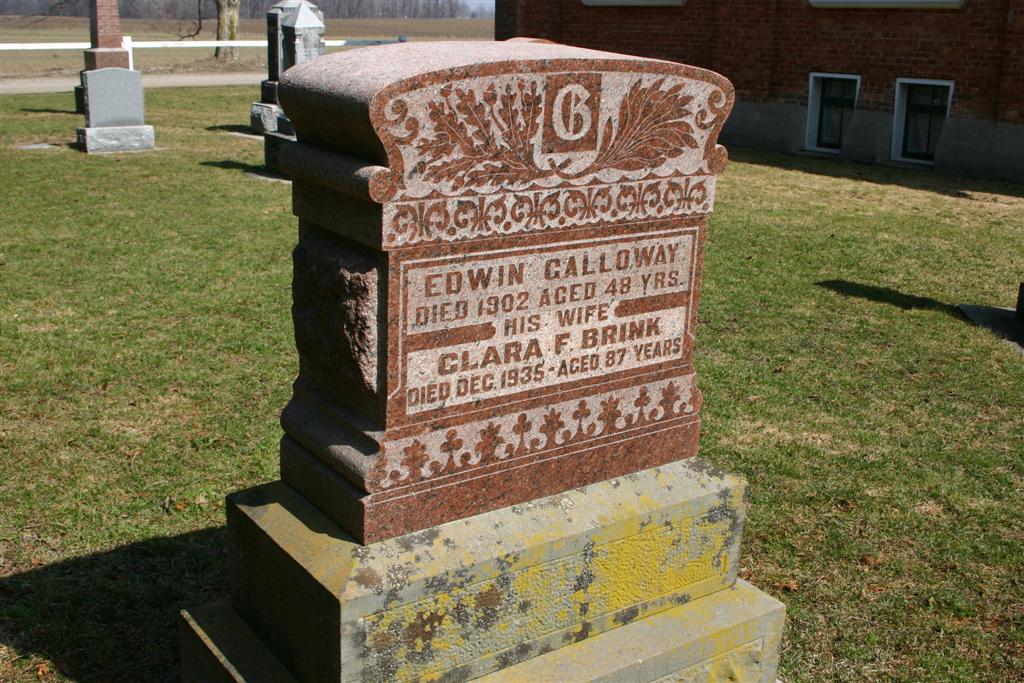 G
EDWIN GALLOWAY
DIED 1902 AGED 48 YRS.
HIS WIFE
CLARA F. BRINK
DIED DEC. 1935 - AGED 87 YEARS